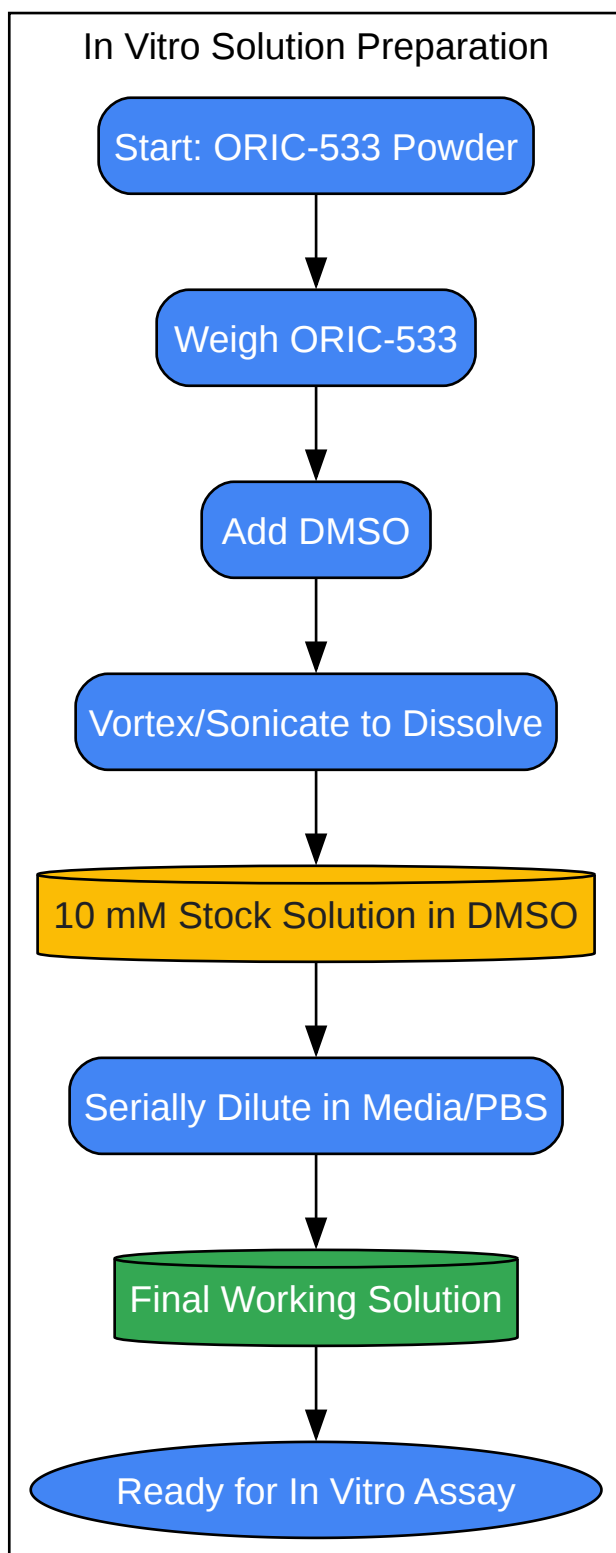 In Vitro Solution Preparation
Start: ORIC-533 Powder
Weigh ORIC-533
Add DMSO
Vortex/Sonicate to Dissolve
10 mM Stock Solution in DMSO
Serially Dilute in Media/PBS
Final Working Solution
Ready for In Vitro Assay